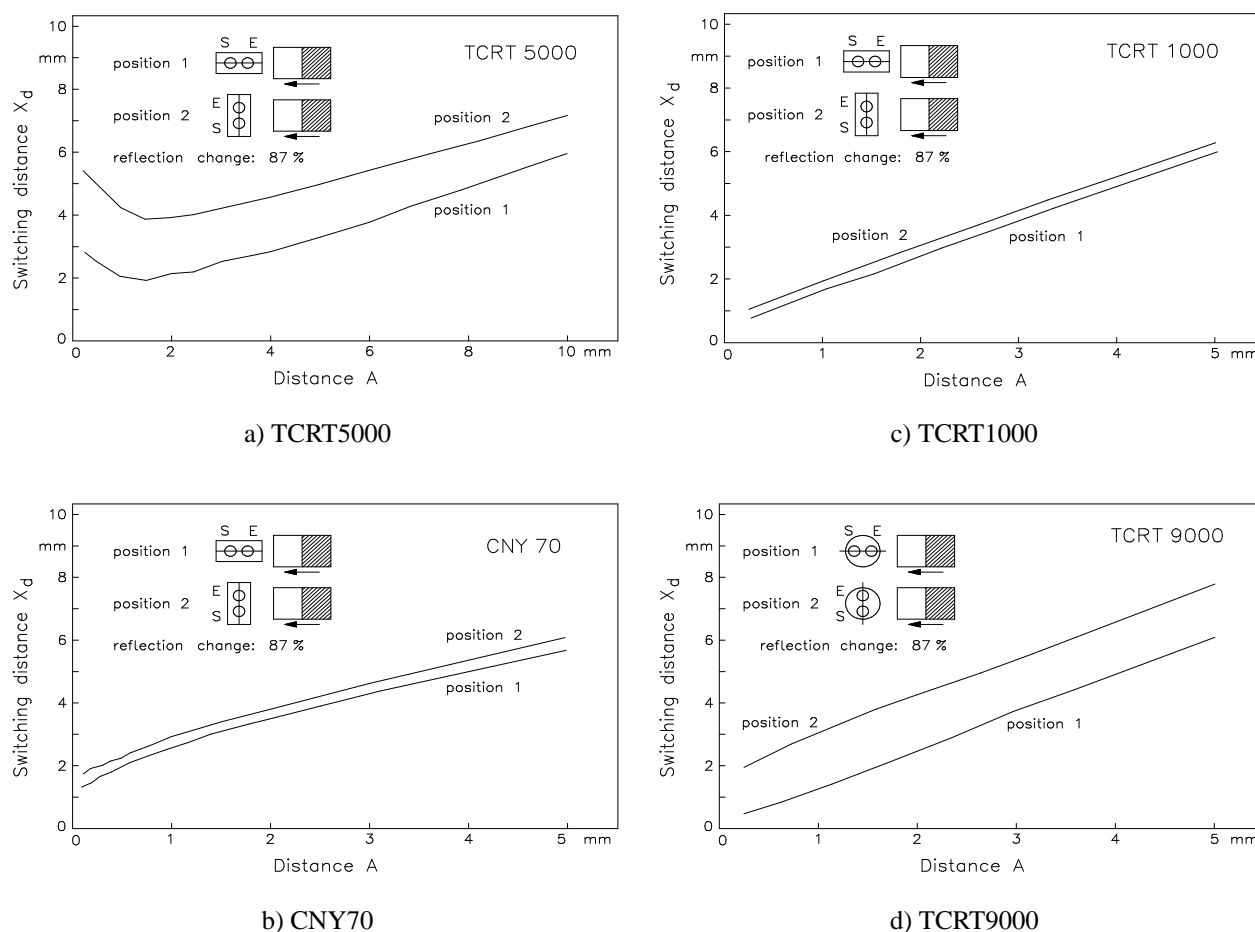 10
mm
8
6
4
2
0
Switching distance X d
S E
position 1
TCRT 5000
E
S
position 2
reflection change: 87 %
position 2
position 1
0 2 4 6 8 10 mm
Distance A
a) TCRT5000
10
mm
8
6
4
2
0
Switching distance X d
S E
position 1
TCRT 1000
E
S
position 2
reflection change: 87 %
position 2
position 1
0 1 2 3 4 5 mm
Distance A
c) TCRT1000
10
mm
8
6
4
2
0
Switching distance X d
S E
position 1
CNY 70
E
S
position 2
reflection change: 87 %
position 2
position 1
0 1 2 3 4 5 mm
Distance A
b) CNY70
10
mm
8
6
4
2
0
Switching distance X d
S E
position 1
TCRT 9000
E
S
position 2
reflection change: 87 %
position 2
position 1
0 1 2 3 4 5 mm
Distance A
d) TCRT9000